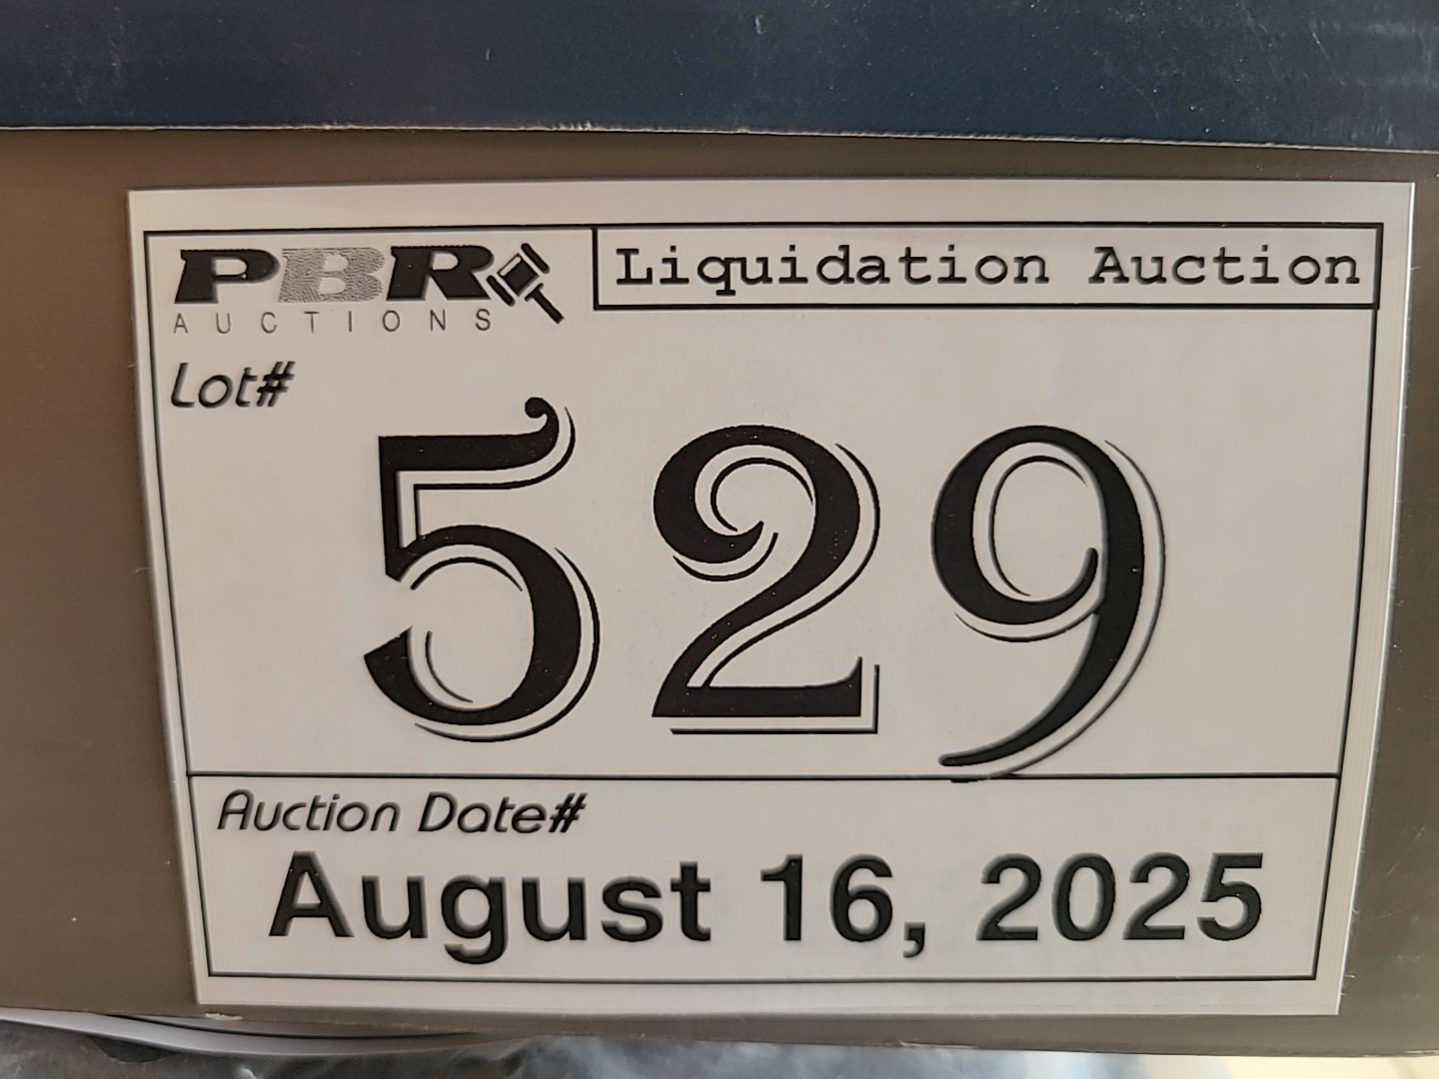 PBR
AUCTIONS
Liquidation Auction
Lot#
529
Auction Date#
August 16, 2025